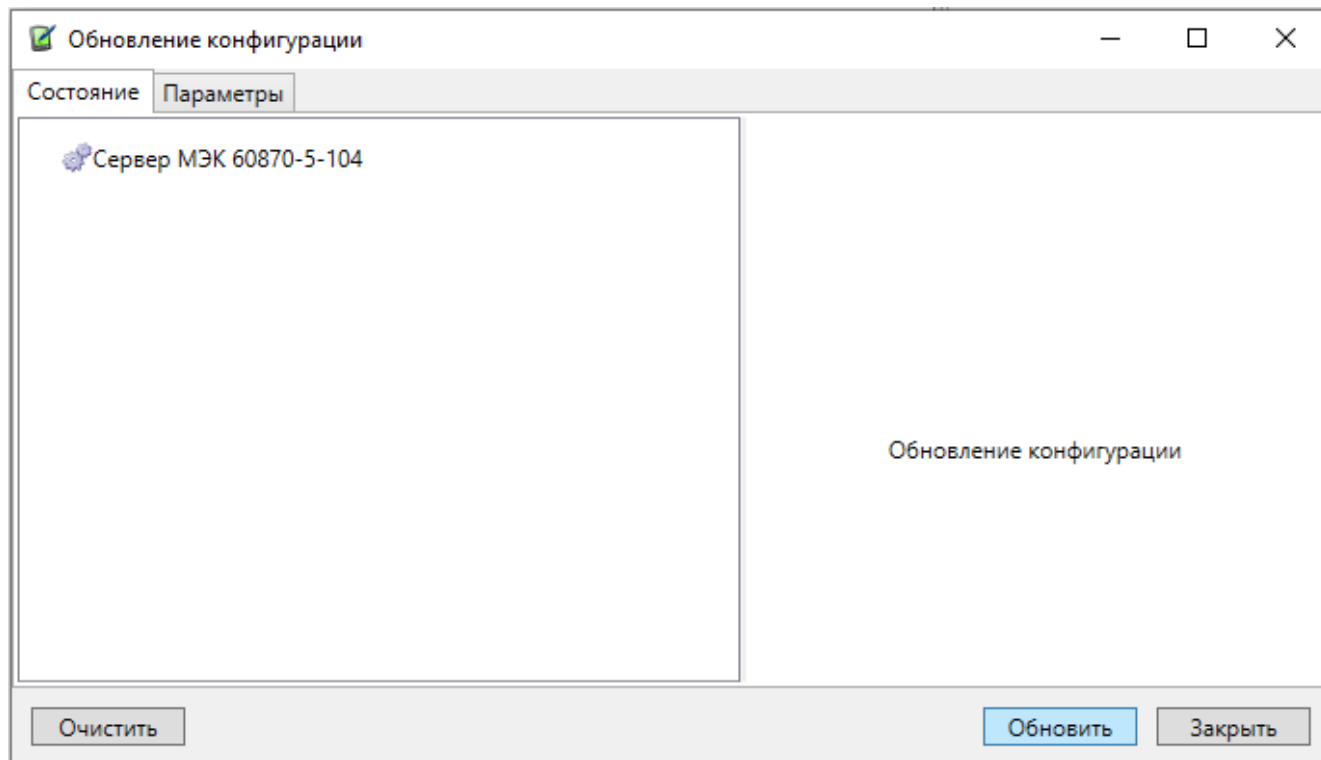 Обновление конфигурации
Состояние Параметры
Сервер МЭК 60870-5-104
Обновление конфигурации
Очистить Обновить Закрыть